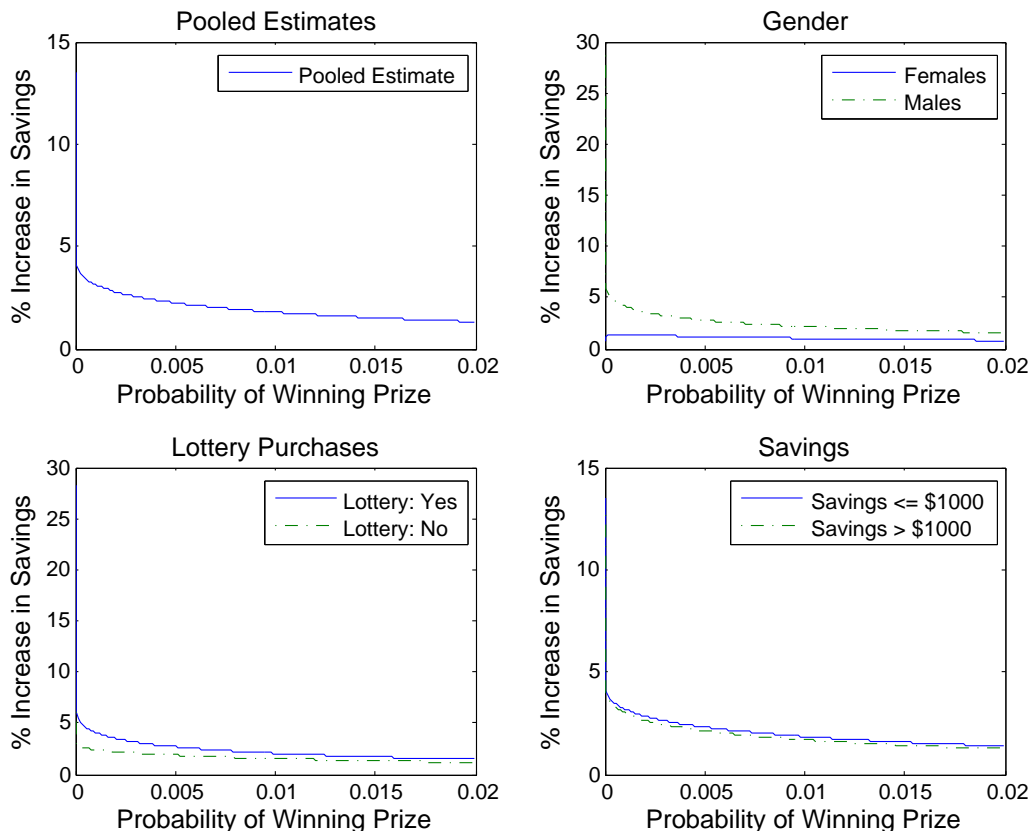 Pooled Estimates
15
10
5
0
% Increase in Savings
Pooled Estimate
0 0.005 0.01 0.015 0.02
Probability of Winning Prize
Gender
30
25
20
15
10
5
0
% Increase in Savings
Females
Males
0 0.005 0.01 0.015 0.02
Probability of Winning Prize
Lottery Purchases
30
25
20
15
10
5
0
% Increase in Savings
Lottery: Yes
Lottery: No
0 0.005 0.01 0.015 0.02
Probability of Winning Prize
Savings
15
10
5
0
% Increase in Savings
Savings <= $1000
Savings > $1000
0 0.005 0.01 0.015 0.02
Probability of Winning Prize